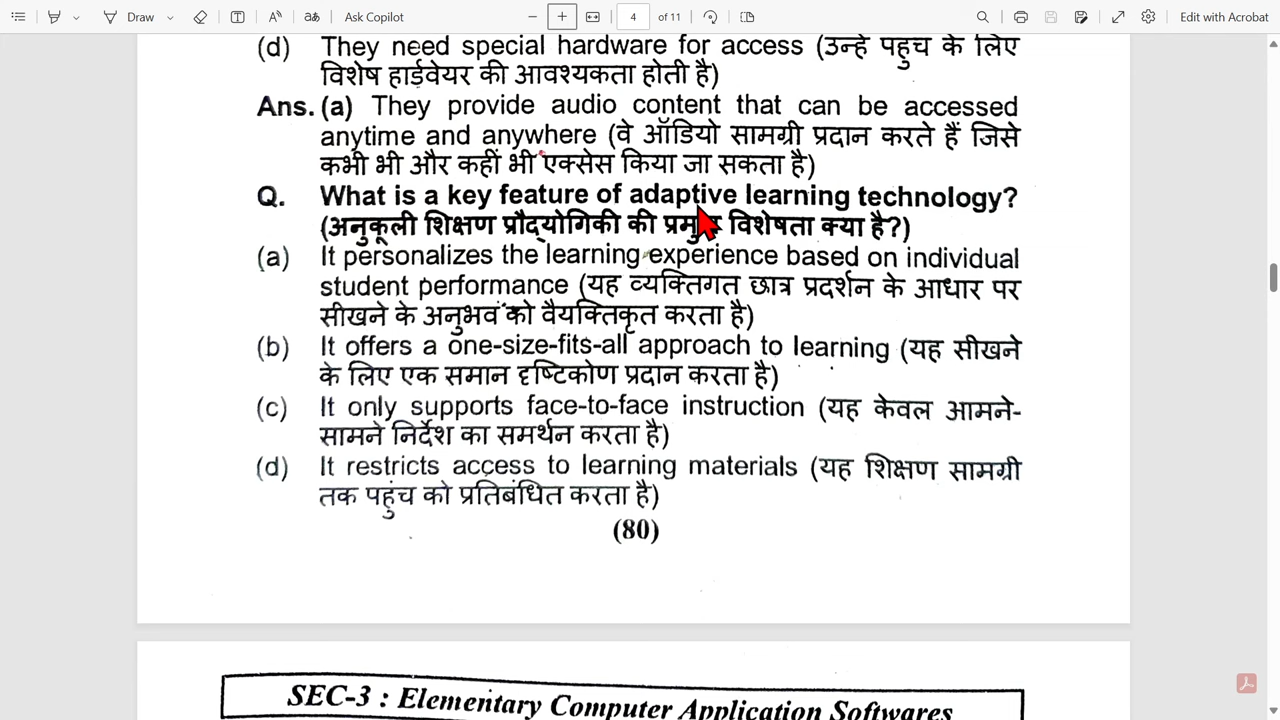 Draw
Ask Copilot
4 of 11
Edit with Acrobat
(d) They need special hardware for access (उन्हे पहुच के लिए
विशेष हार्डवेयर की आवश्यकता होती है)
Ans. (a) They provide audio content that can be accessed
anytime and anywhere (वे ऑडियो सामग्री प्रदान करते हैं जिसे
कभी भी और कहीं भी एक्सेस किया जा सकता है)
Q. What is a key feature of adaptive learning technology?
(अनुकूली शिक्षण प्रौद्योगिकी की प्रमुख विशेषता क्या है?)
(a) It personalizes the learning experience based on individual
student performance (यह व्यक्तिगत छात्र प्रदर्शन के आधार पर
सीखने के अनुभव को वैयक्तिकृत करता है)
(b) It offers a one-size-fits-all approach to learning (यह सीखने
के लिए एक समान दृष्टिकोण प्रदान करता है)
(c) It only supports face-to-face instruction (यह केवल आमने-
सामने निर्देश का समर्थन करता है)
(d) It restricts access to learning materials (यह शिक्षण सामग्री
तक पहुंच को प्रतिबंधित करता है)
(80)
SEC-3 : Elementary Computer Application Softwares